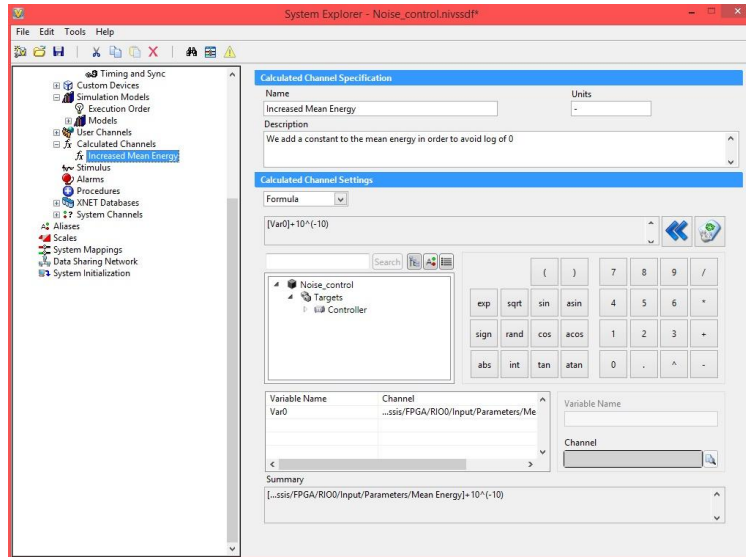 System Explorer - Noise_control.nivssdf*
File Edit Tools Help
Timing and Sync
Custom Devices
Simulation Models
Execution Order
Models
User Channels
fx Calculated Channels
fx Increased Mean Energy
Stimulus
Alarms
Procedures
XNET Databases
System Channels
Aliases
Scales
System Mappings
Data Sharing Network
System Initialization
Calculated Channel Specification
Name Units
Increased Mean Energy -
Description
We add a constant to the mean energy in order to avoid log of 0
Calculated Channel Settings
Formula
[Var0]+10^(-10)
Search
Noise_control
Targets
Controller
( ) 7 8 9 /
exp sqrt sin asin 4 5 6 *
sign rand cos acos 1 2 3 +
abs int tan atan 0 . ^ -
Variable Name Channel
Var0 ...ssis/FPGA/RIO0/Input/Parameters/Me
Variable Name
Channel
Summary
[...ssis/FPGA/RIO0/Input/Parameters/Mean Energy]+10^(-10)